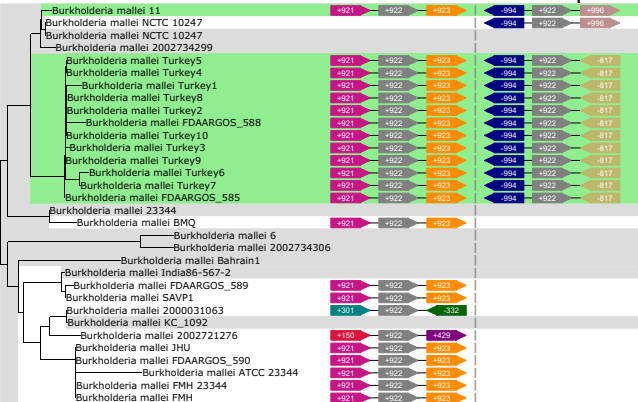 Burkholderia mallei 11 +921 +922 +923 -994 +922 +996
Burkholderia mallei NCTC 10247 -994 +922 +996
Burkholderia mallei NCTC 10247
Burkholderia mallei 2002734299
Burkholderia mallei Turkey5 +921 +922 +923 -994 +922 -817
Burkholderia mallei Turkey4 +921 +922 +923 -994 +922 -817
Burkholderia mallei Turkey1 +921 +922 +923 -994 +922 -817
Burkholderia mallei Turkey8 +921 +922 +923 -994 +922 -817
Burkholderia mallei Turkey2 +921 +922 +923 -994 +922 -817
Burkholderia mallei FDAARGOS_588 +921 +922 +923 -994 +922 -817
Burkholderia mallei Turkey10 +921 +922 +923 -994 +922 -817
Burkholderia mallei Turkey3 +921 +922 +923 -994 +922 -817
Burkholderia mallei Turkey9 +921 +922 +923 -994 +922 -817
Burkholderia mallei Turkey6 +921 +922 +923 -994 +922 -817
Burkholderia mallei Turkey7 +921 +922 +923 -994 +922 -817
Burkholderia mallei FDAARGOS_585 +921 +922 +923 -994 +922 -817
Burkholderia mallei 23344
Burkholderia mallei BMQ +921 +922 +923
Burkholderia mallei 6
Burkholderia mallei 2002734306
Burkholderia mallei Bahrain1
Burkholderia mallei India86-567-2
Burkholderia mallei FDAARGOS_589 +921 +922 +923
Burkholderia mallei SAVP1 +921 +922 +923
Burkholderia mallei 2000031063 +301 +922 -332
Burkholderia mallei KC_1092
Burkholderia mallei 2002721276 +150 +922 +429
Burkholderia mallei JHU +921 +922 +923
Burkholderia mallei FDAARGOS_590 +921 +922 +923
Burkholderia mallei ATCC 23344 +921 +922 +923
Burkholderia mallei FMH 23344 +921 +922 +923
Burkholderia mallei FMH +921 +922 +923